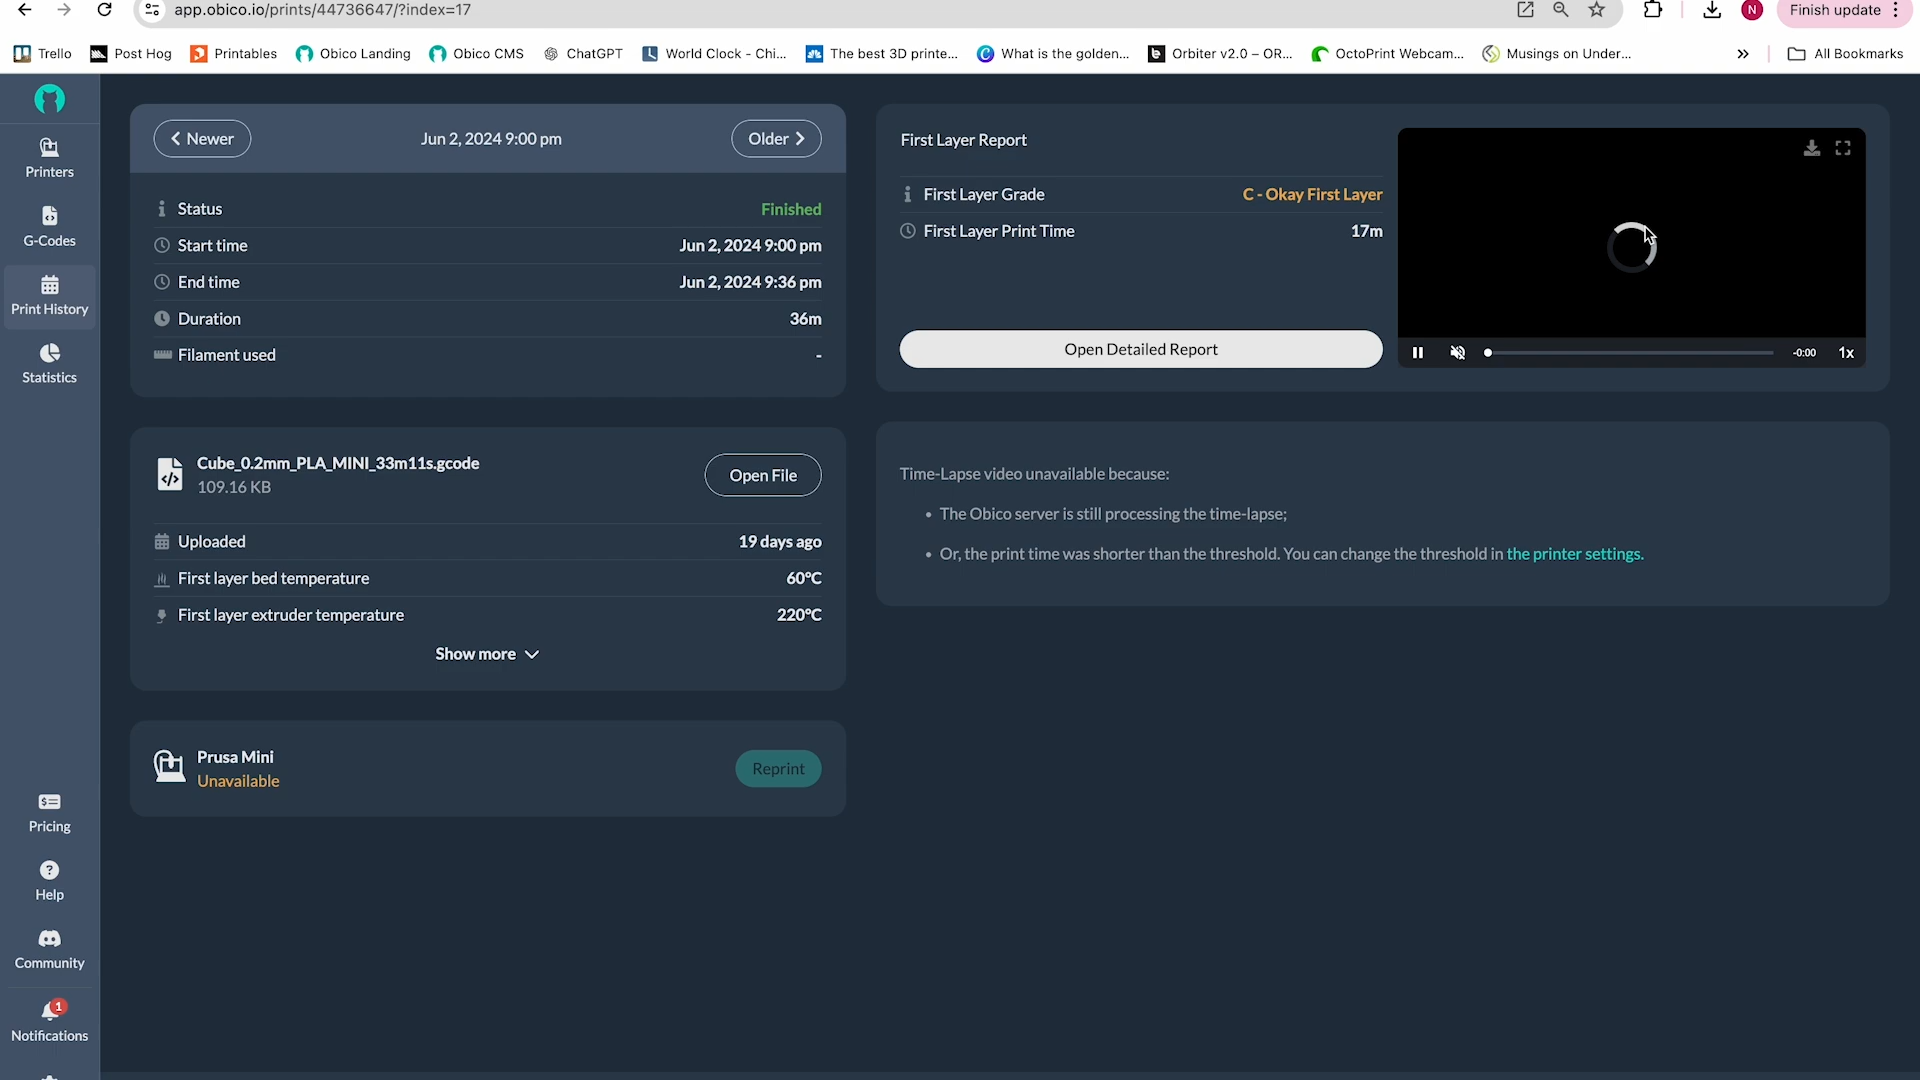 app.obico.io/prints/44736647/?index=17
N
Finish update
Trello
Post Hog
Printables
Obico Landing
Obico CMS
ChatGPT
World Clock - Chi...
The best 3D printe...
What is the golden...
Orbiter v2.0 – OR...
OctoPrint Webcam...
Musings on Under...
»
All Bookmarks
Printers
G-Codes
Print History
Statistics
Pricing
Help
Community
1
Notifications
Newer
Jun 2, 2024 9:00 pm
Older
Status Finished
Start time Jun 2, 2024 9:00 pm
End time Jun 2, 2024 9:36 pm
Duration 36m
Filament used -
Cube_0.2mm_PLA_MINI_33m11s.gcode
109.16 KB
Open File
Uploaded 19 days ago
First layer bed temperature 60°C
First layer extruder temperature 220°C
Show more
Prusa Mini
Unavailable
Reprint
First Layer Report
First Layer Grade C - Okay First Layer
First Layer Print Time 17m
Open Detailed Report
-0:00
1x
Time-Lapse video unavailable because:
• The Obico server is still processing the time-lapse;
• Or, the print time was shorter than the threshold. You can change the threshold in the printer settings.